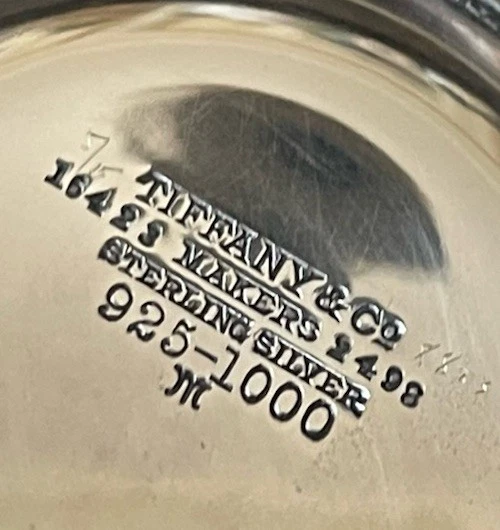 TIFFANY & Co
16423 MAKERS 2498
STERLING SILVER
925-1000
M